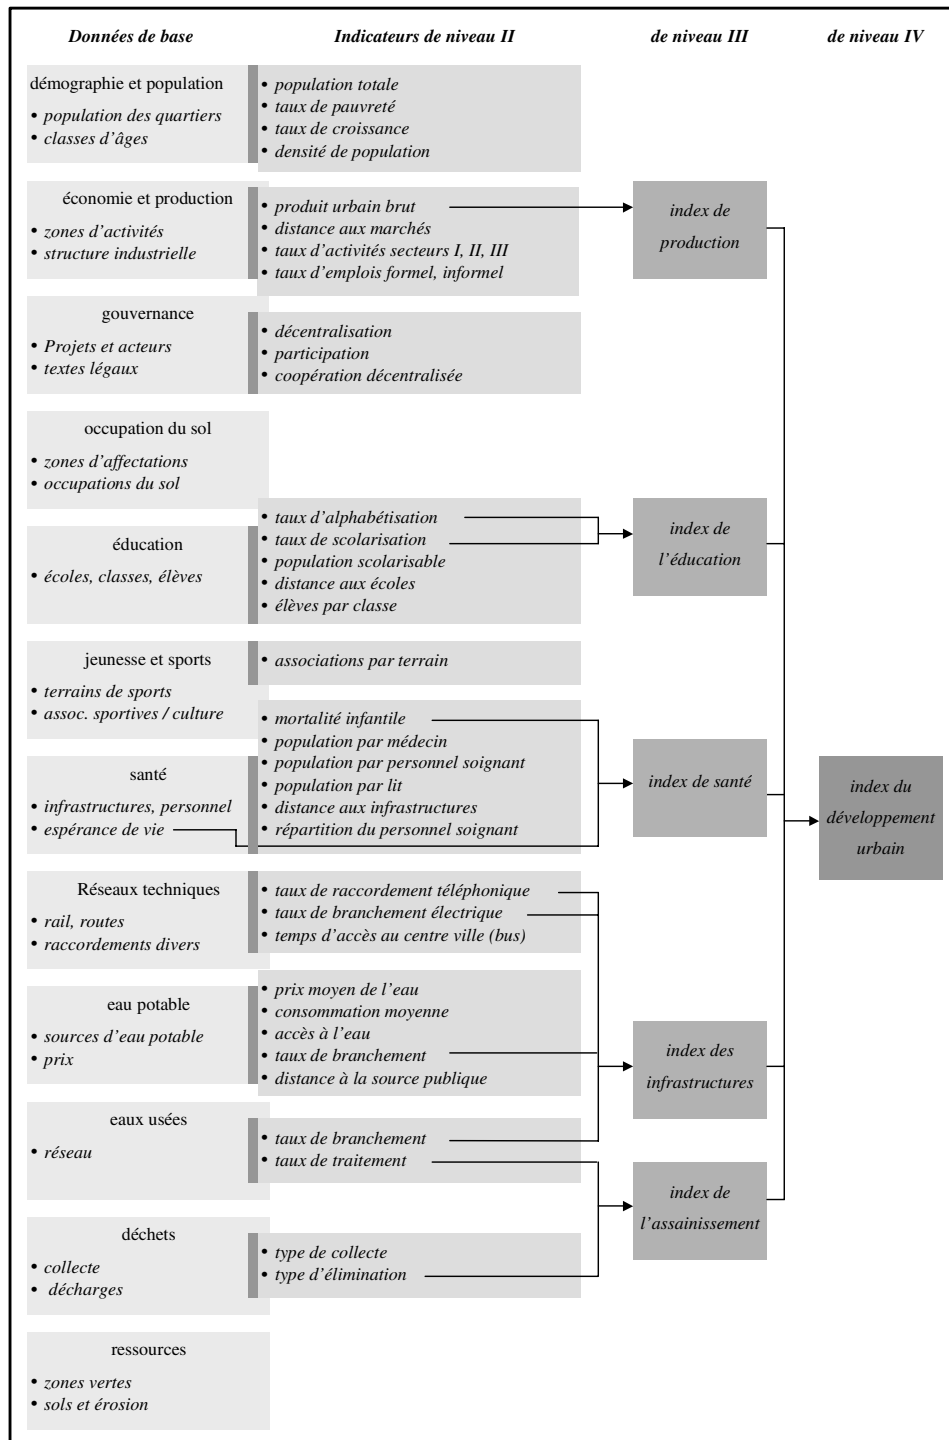 Données de base
Indicateurs de niveau II
de niveau III
de niveau IV
démographie et population
• population des quartiers
• classes d'âges
• population totale
• taux de pauvreté
• taux de croissance
• densité de population
économie et production
• zones d'activités
• structure industrielle
• produit urbain brut
• distance aux marchés
• taux d'activités secteurs I, II, III
• taux d'emplois formel, informel
index de
production
gouvernance
• Projets et acteurs
• textes légaux
• décentralisation
• participation
• coopération décentralisée
occupation du sol
• zones d'affectations
• occupations du sol
éducation
• écoles, classes, élèves
• taux d'alphabétisation
• taux de scolarisation
• population scolarisable
• distance aux écoles
• élèves par classe
index de
l'éducation
jeunesse et sports
• terrains de sports
• assoc. sportives / culture
• associations par terrain
santé
• infrastructures, personnel
• espérance de vie
• mortalité infantile
• population par médecin
• population par personnel soignant
• population par lit
• distance aux infrastructures
• répartition du personnel soignant
index de santé
index du
développement
urbain
Réseaux techniques
• rail, routes
• raccordements divers
• taux de raccordement téléphonique
• taux de branchement électrique
• temps d'accès au centre ville (bus)
eau potable
• sources d'eau potable
• prix
• prix moyen de l'eau
• consommation moyenne
• accès à l'eau
• taux de branchement
• distance à la source publique
index des
infrastructures
eaux usées
• réseau
• taux de branchement
• taux de traitement
index de
l'assainissement
déchets
• collecte
• décharges
• type de collecte
• type d'élimination
ressources
• zones vertes
• sols et érosion